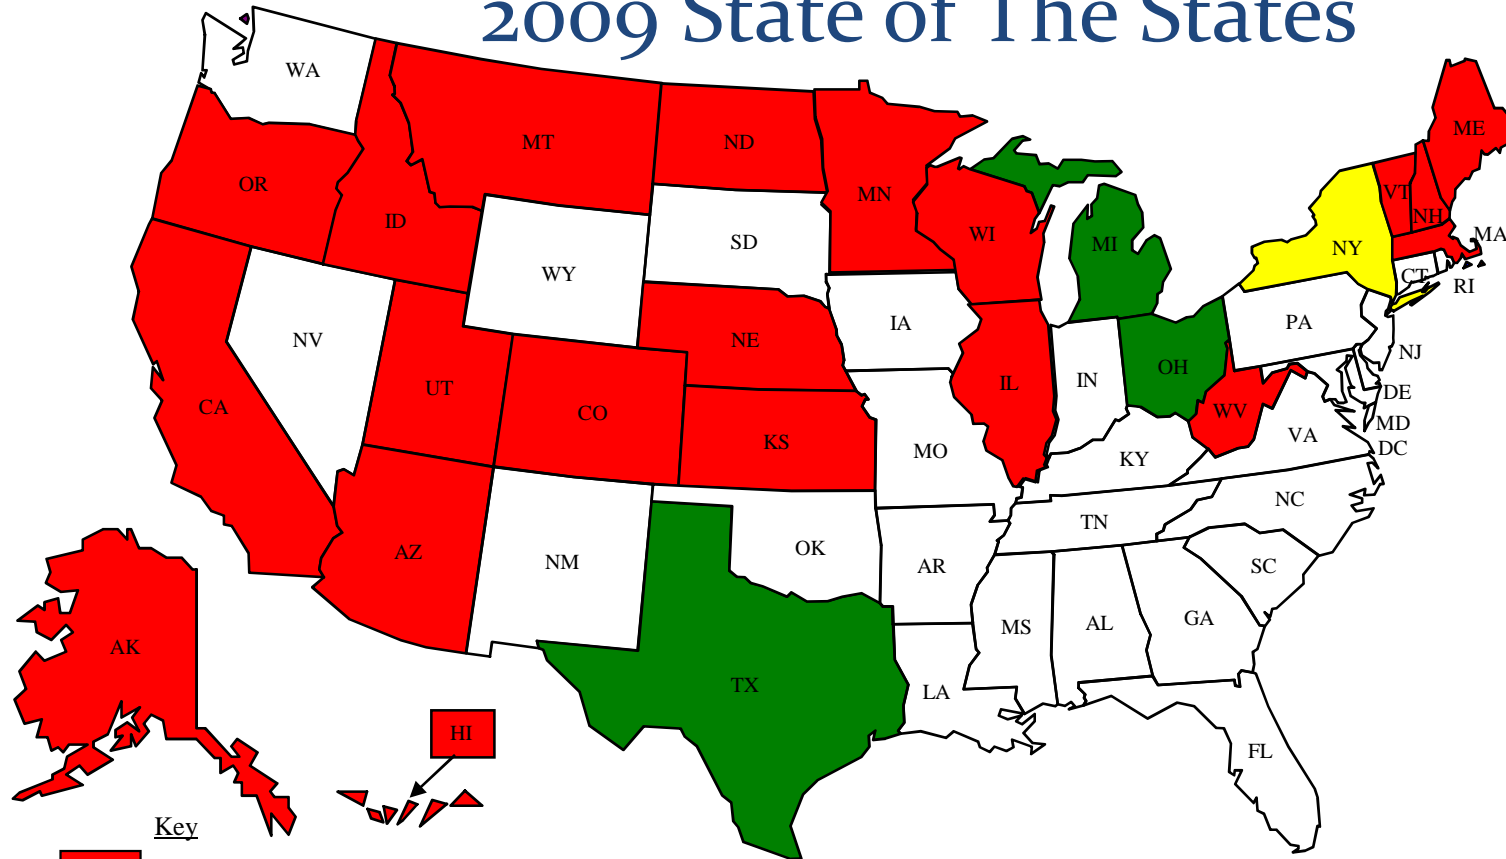 2009 State of The States
WA
MT
ND
ME
OR
ID
MN
VT
NH
WI
MI
NY
MA
SD
WY
CT
RI
IA
PA
NV
NE
NJ
UT
CO
IL
IN
OH
DE
CA
WV
MD
KS
MO
KY
VA
DC
NC
TN
AZ
NM
OK
AR
SC
MS
AL
GA
AK
TX
LA
HI
FL
Key